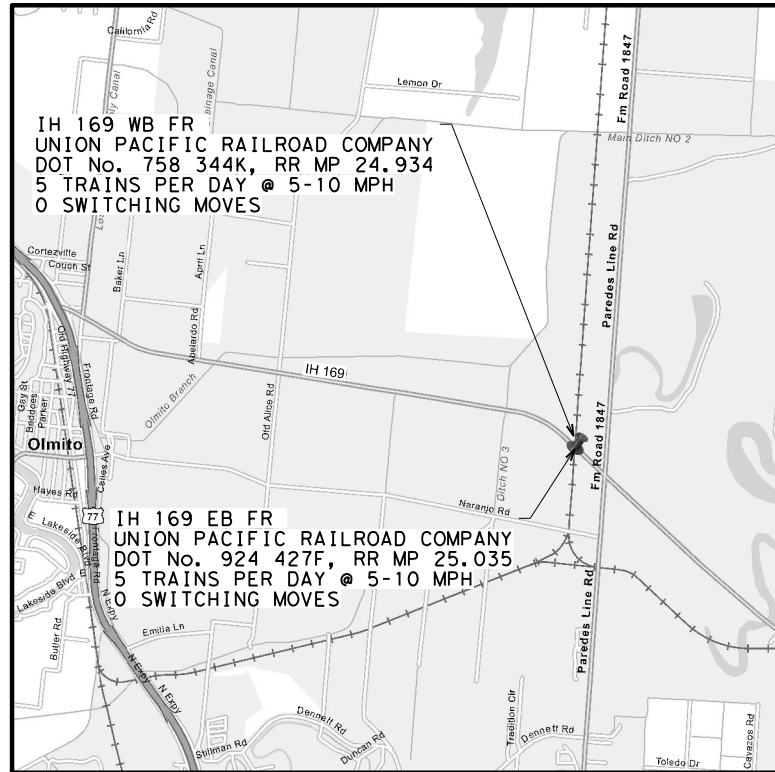 California Rd
Lemon Dr
Fm Road 1847
Main Ditch NO 2
IH 169 WB FR
UNION PACIFIC RAILROAD COMPANY
DOT No. 758 344K, RR MP 24.934
5 TRAINS PER DAY @ 5-10 MPH
0 SWITCHING MOVES
Cortezville
Couch St
Baker Ln
April Ln
Abelardo Rd
Paredes Line Rd
IH 169
Old Highway 77
Frontage Rd
Olmito Branch
Old Alice Rd
Gay St
Beddoes
Parker
Olmito
Calles Ave
Fm Road 1847
Ditch NO 3
Naranjo Rd
Hayes Rd
77
Frontage Rd
E Lakeside Blvd
IH 169 EB FR
UNION PACIFIC RAILROAD COMPANY
DOT No. 924 427F, RR MP 25.035
5 TRAINS PER DAY @ 5-10 MPH
0 SWITCHING MOVES
Lakeside Blvd E
N Expy
Butler Rd
Emilia Ln
Paredes Line Rd
N Expy
N Expy
Stillman Rd
Dennett Rd
Duncan Rd
Tradition Cir
Dennett Rd
Toledo Dr
Cavazos Rd